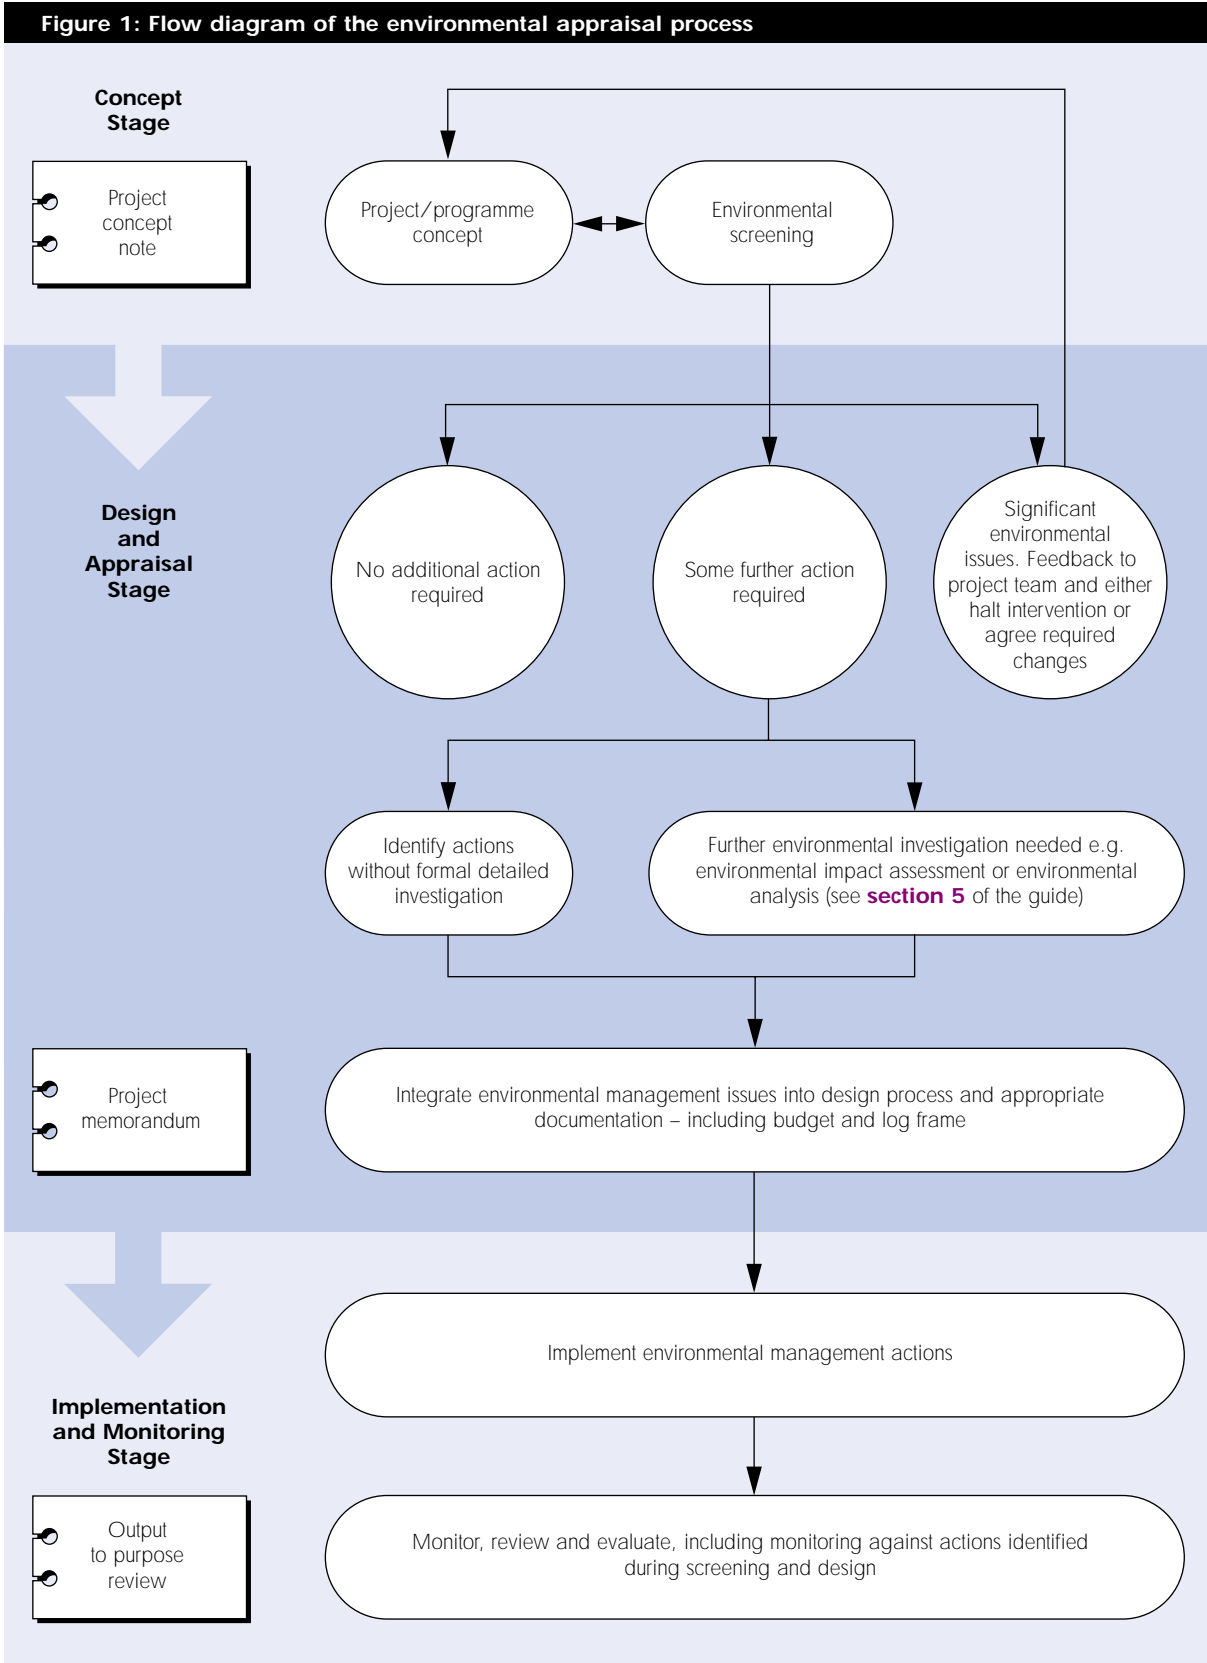 Figure 1: Flow diagram of the environmental appraisal process
Concept
Stage
Project
concept
note
Project/programme
concept
Environmental
screening
Design
and
Appraisal
Stage
No additional action
required
Some further action
required
Significant
environmental
issues. Feedback to
project team and either
halt intervention or
agree required
changes
Identify actions
without formal detailed
investigation
Further environmental investigation needed e.g.
environmental impact assessment or environmental
analysis (see section 5 of the guide)
Project
memorandum
Integrate environmental management issues into design process and appropriate
documentation – including budget and log frame
Implement environmental management actions
Implementation
and Monitoring
Stage
Output
to purpose
review
Monitor, review and evaluate, including monitoring against actions identified
during screening and design